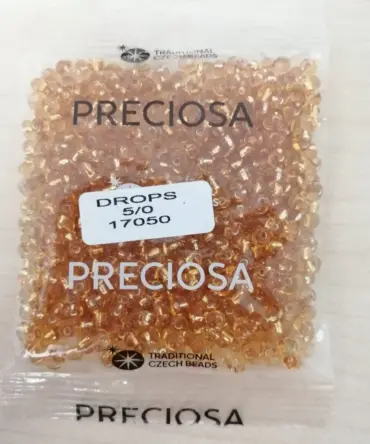 TRADITIONAL
CZECH BEADS
PRECIOSA
DROPS
5/0
17050
PRECIOSA
TRADITIONAL
CZECH BEADS
PRECIOSA